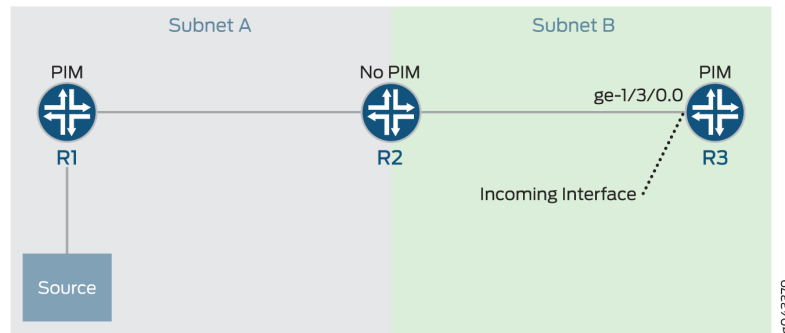 Subnet A
Subnet B
PIM
No PIM
PIM
ge-1/3/0.0
R1
R2
R3
Incoming Interface
Source